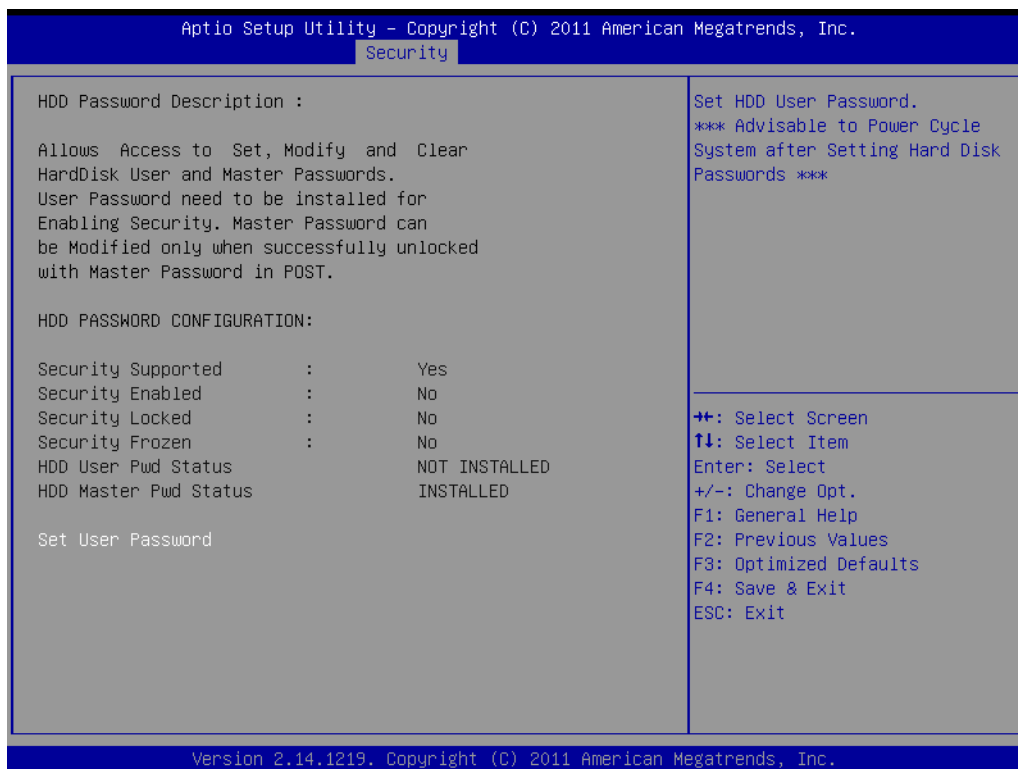 Aptio Setup Utility – Copyright (C) 2011 American Megatrends, Inc.
Security
HDD Password Description :
Allows Access to Set, Modify and Clear
HardDisk User and Master Passwords.
User Password need to be installed for
Enabling Security. Master Password can
be Modified only when successfully unlocked
with Master Password in POST.
HDD PASSWORD CONFIGURATION:
Security Supported : Yes
Security Enabled : No
Security Locked : No
Security Frozen : No
HDD User Pwd Status NOT INSTALLED
HDD Master Pwd Status INSTALLED
Set User Password
Set HDD User Password.
*** Advisable to Power Cycle
System after Setting Hard Disk
Passwords ***
→←: Select Screen
↑↓: Select Item
Enter: Select
+/-: Change Opt.
F1: General Help
F2: Previous Values
F3: Optimized Defaults
F4: Save & Exit
ESC: Exit
Version 2.14.1219. Copyright (C) 2011 American Megatrends, Inc.